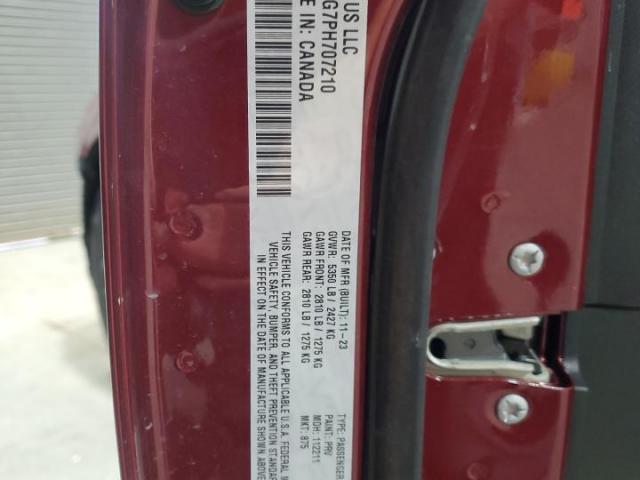 US LLC
G7PH707210
E IN: CANADA
DATE OF MFR (BUILT): 11-23
GVWR: 5350 LB / 2427 KG
GAWR FRONT: 2810 LB / 1275 KG
GAWR REAR: 2810 LB / 1275 KG
THIS VEHICLE CONFORMS TO ALL APPLICABLE U.S.A. FEDERAL M
VEHICLE SAFETY, BUMPER, AND THEFT PREVENTION STAN
IN EFFECT ON THE DATE OF MANUFACTURE SHOWN ABOVE
TYPE: PASSENGER
PAINT: PRV
MDH: 112211
MKT: 875